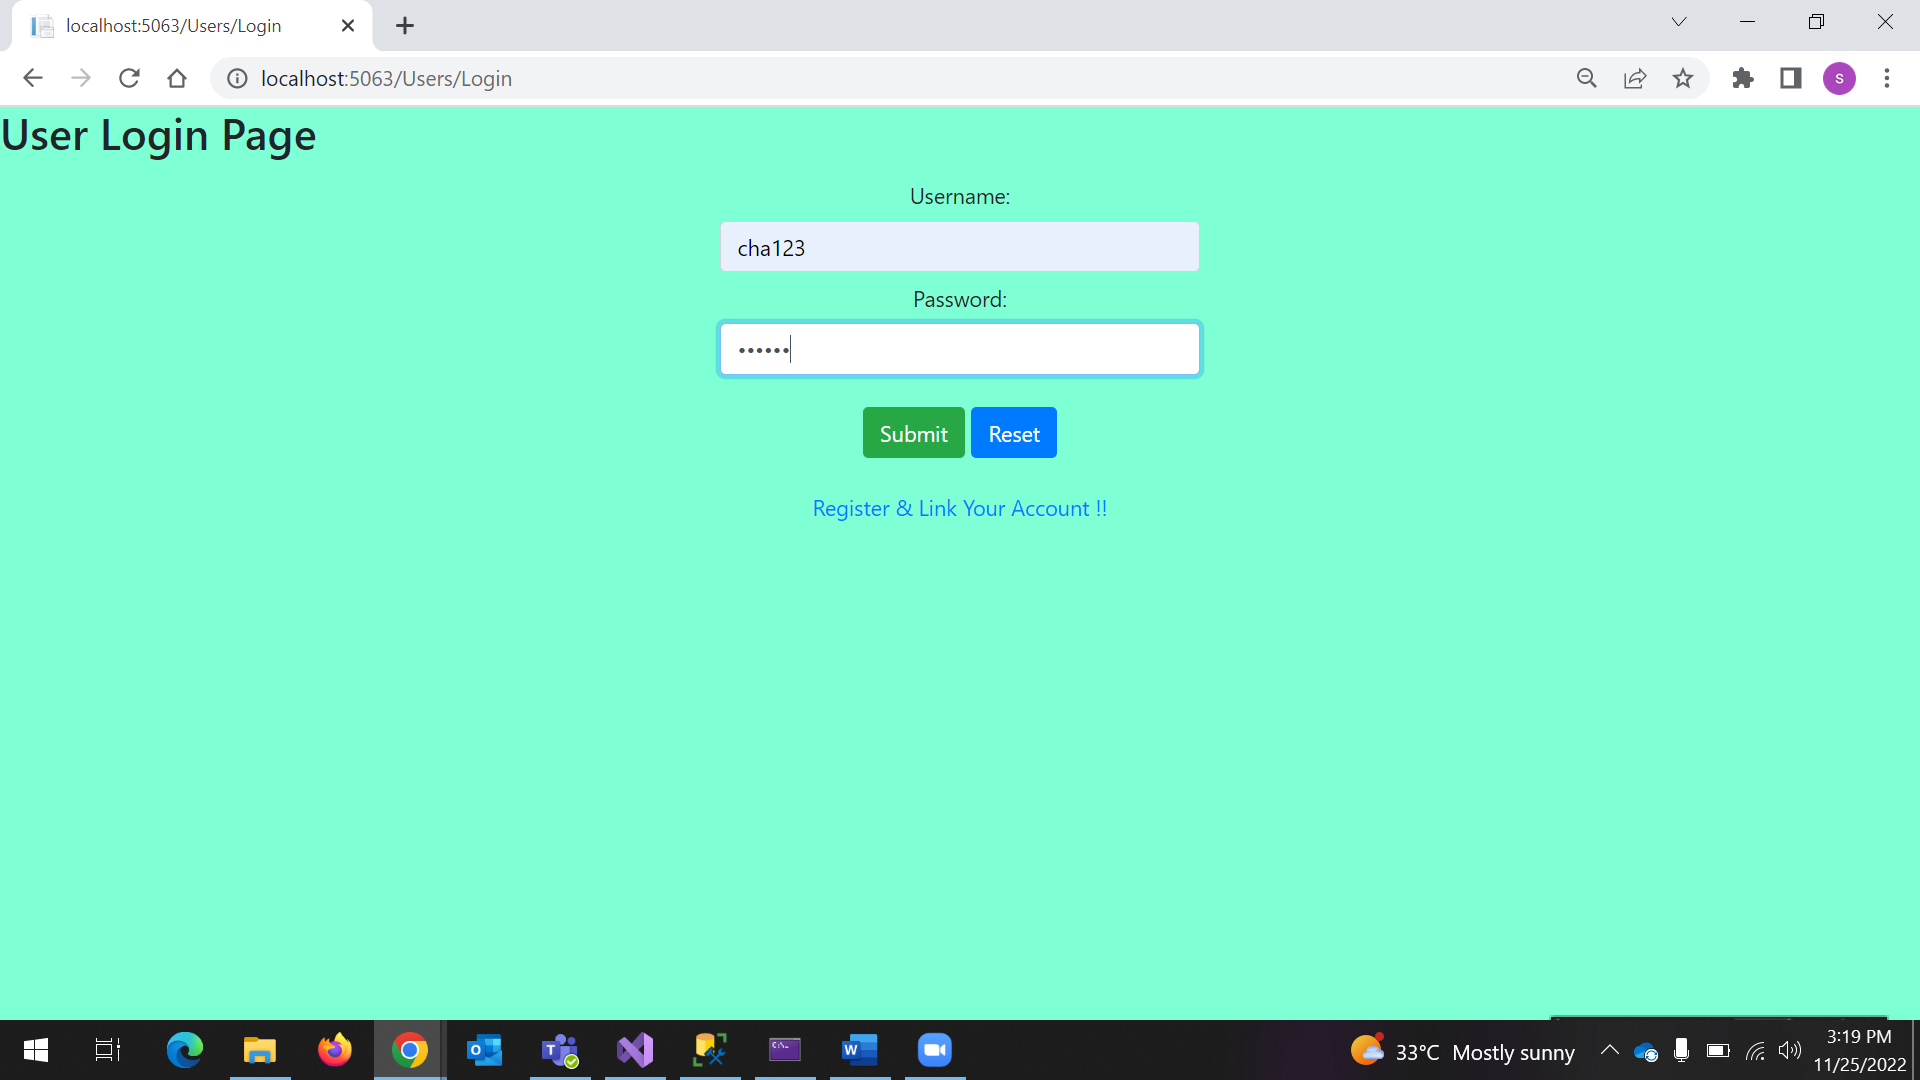 localhost:5063/Users/Login
localhost:5063/Users/Login
s
User Login Page
Username:
cha123
Password:
••••••
Submit Reset
Register & Link Your Account !!
33°C Mostly sunny
3:19 PM
11/25/2022